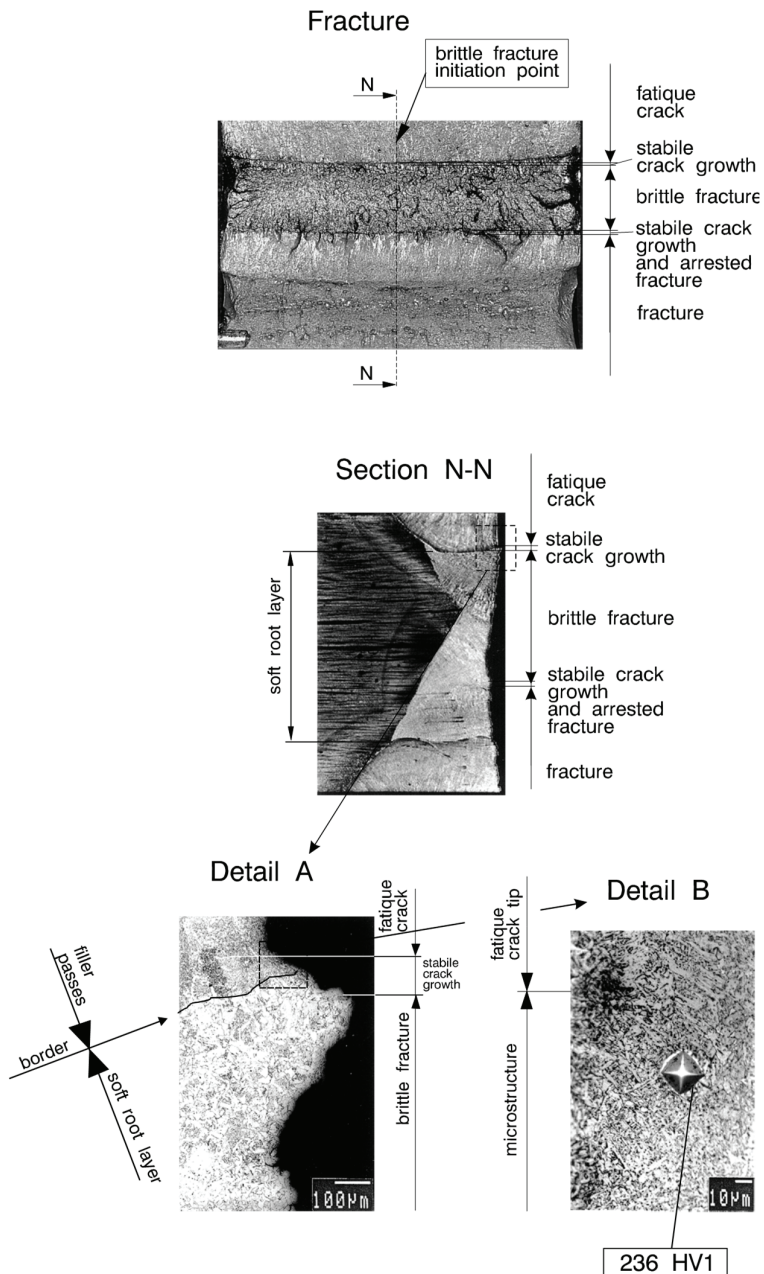 Fracture
brittle fracture
initiation point
N
fatique
crack
stabile
crack growth
brittle fracture
stabile crack
growth
and arrested
fracture
fracture
N
Section N-N
fatique
crack
stabile
crack growth
soft root layer
brittle fracture
stabile crack
growth
and arrested
fracture
fracture
Detail A
Detail B
fatique
crack
fatique
crack tip
stabile
crack
growth
filler
passes
border
soft root layer
brittle fracture
microstructure
100µm
10µm
236 HV1